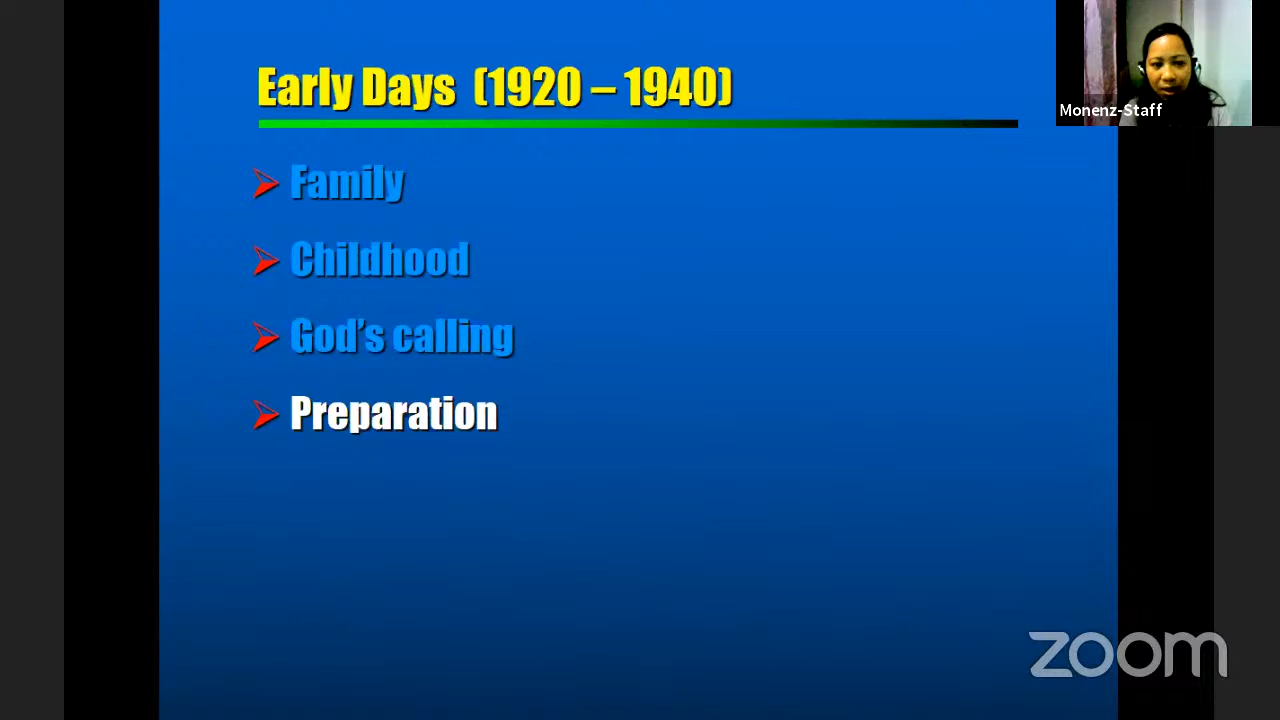 Early Days (1920 – 1940)
Monenz-Staff
Family
Childhood
God’s calling
Preparation
zoom